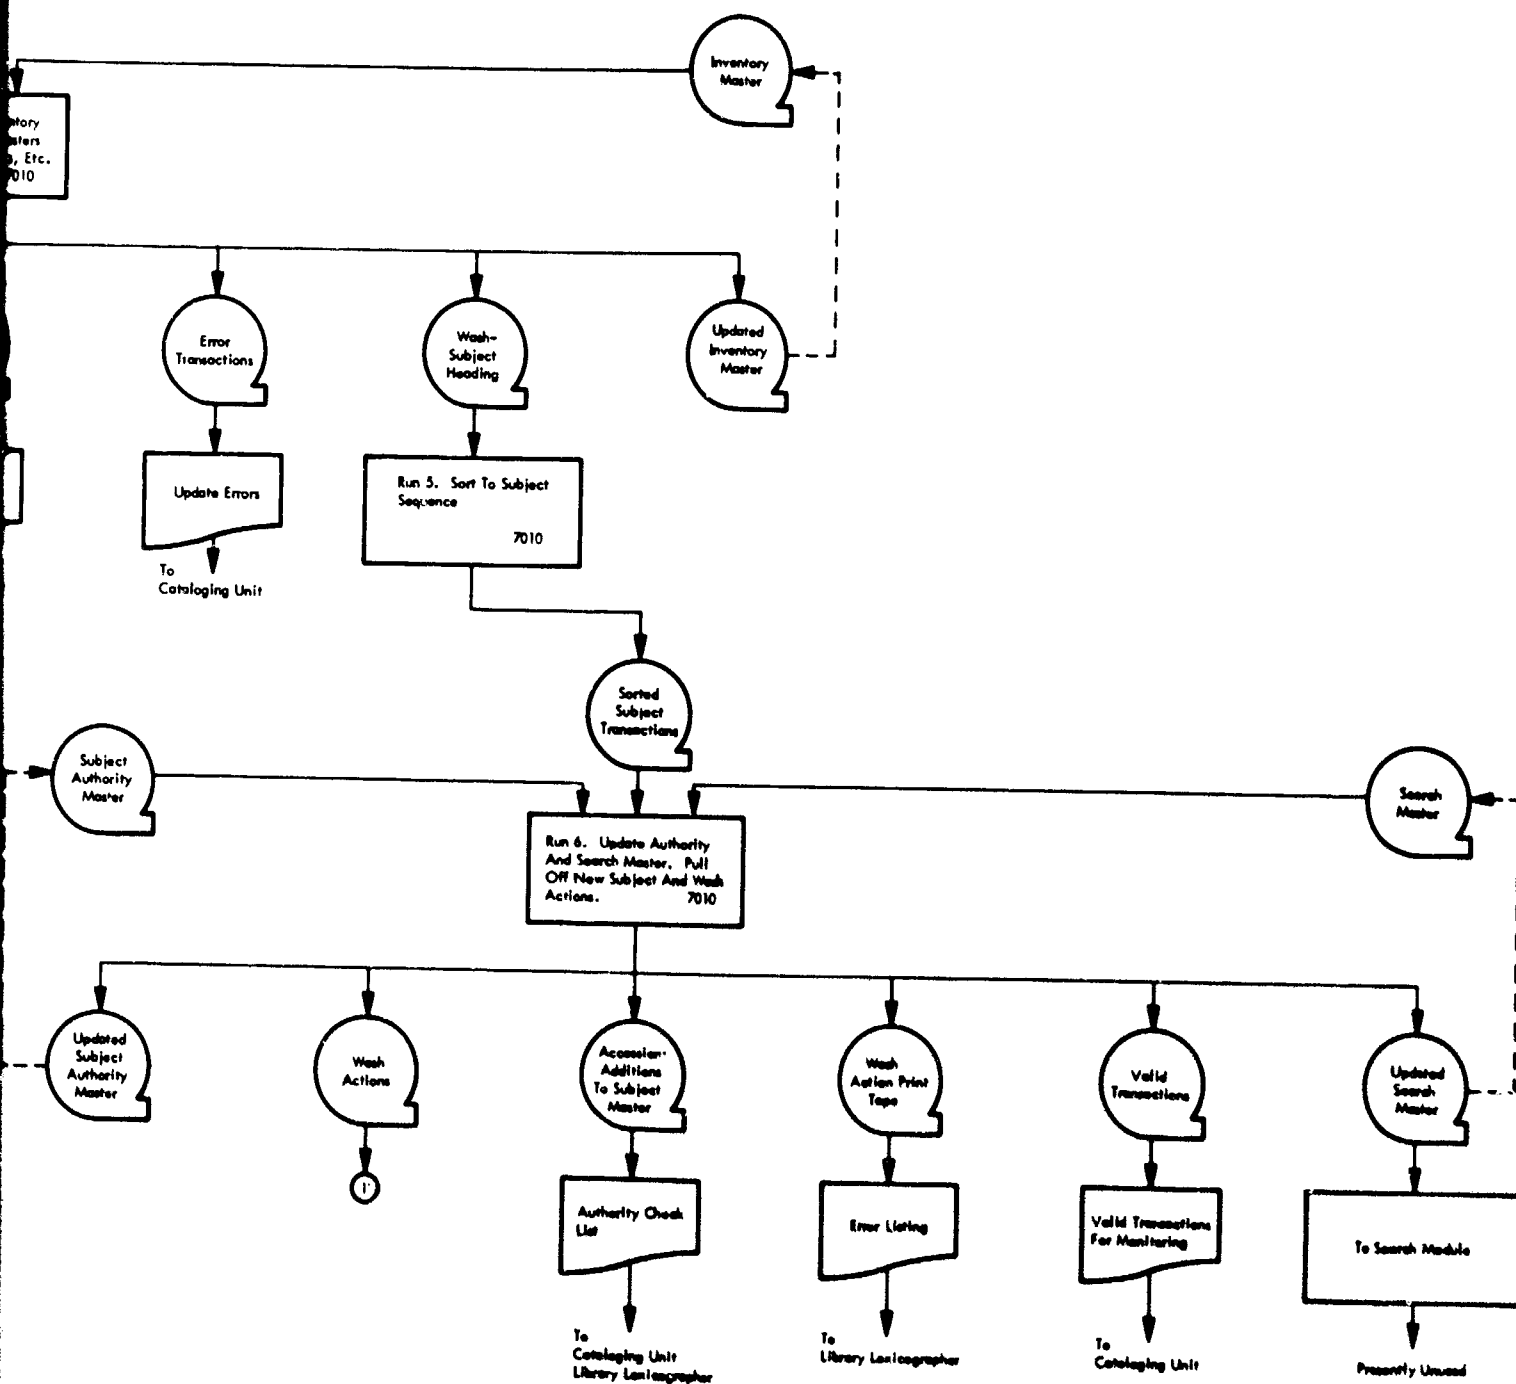 Inventory
Master
Etc.
Error
Transactions
Wash-
Subject
Heading
Updated
Inventory
Master
Update Errors
Run 5. Sort To Subject
Sequence
7010
To
Cataloging Unit
Sorted
Subject
Transactions
Subject
Authority
Master
Search
Master
Run 6. Update Authority
And Search Master. Pull
Off New Subject And Wash
Actions. 7010
Updated
Subject
Authority
Master
Wash
Actions
Accession-
Additions
To Subject
Master
Wash
Action Print
Tape
Valid
Transactions
Updated
Search
Master
Authority Check
List
Error Listing
Valid Transactions
For Monitoring
To Search Module
To
Cataloging Unit
Library Lexicographer
To
Library Lexicographer
To
Cataloging Unit
Presently Unused